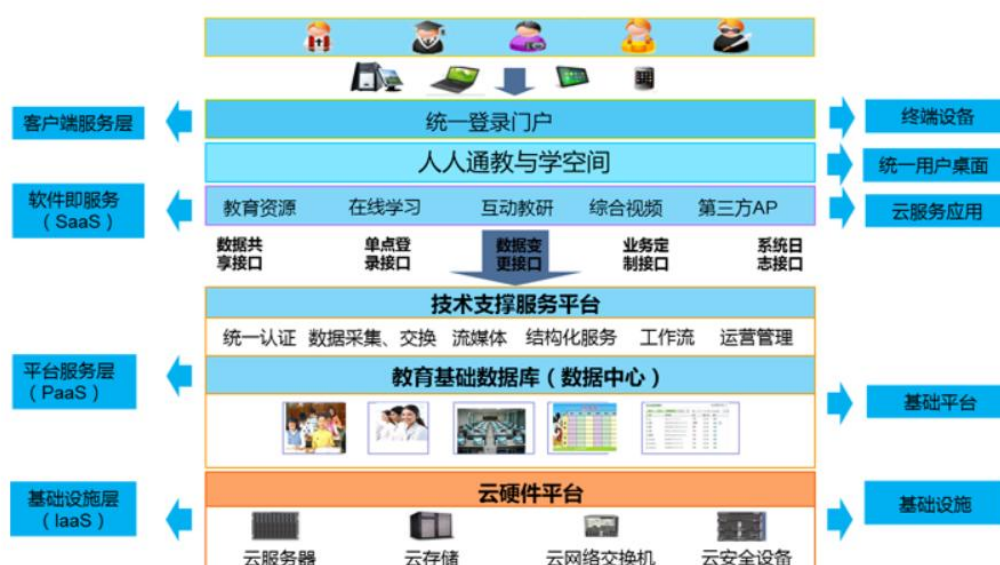 统一登录门户
客户端服务层
终端设备
人人通教与学空间
统一用户桌面
软件即服务
（SaaS）
教育资源 在线学习 互动教研 综合视频 第三方AP
云服务应用
数据共
享接口
单点登
录接口
数据变
更接口
业务定
制接口
系统日
志接口
技术支撑服务平台
统一认证 数据采集、交换 流媒体 结构化服务 工作流 运营管理
平台服务层
（PaaS）
教育基础数据库（数据中心）
基础平台
云硬件平台
基础设施层
（IaaS）
基础设施
云服务器 云存储 云网络交换机 云安全设备